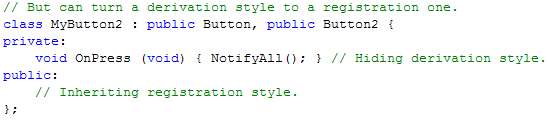 // But can turn a derivation style to a registration one.
class MyButton2 : public Button, public Button2 {
private:
    void OnPress (void) { NotifyAll(); } // Hiding derivation style.
public:
    // Inheriting registration style.
};